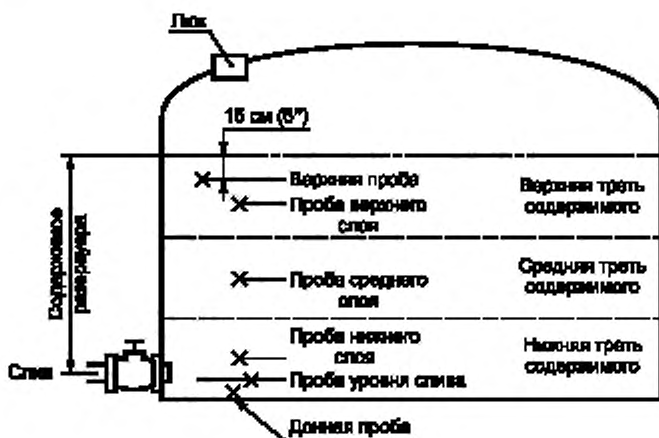 Люк
15 см (6")
Верхняя проба
Проба верхнего
слоя
Верхняя треть
содержимого
Содержимое
резервуара
Проба среднего
слоя
Средняя треть
содержимого
Проба нижнего
слоя
Нижняя треть
содержимого
Слив
Проба уровня слива
Донная проба